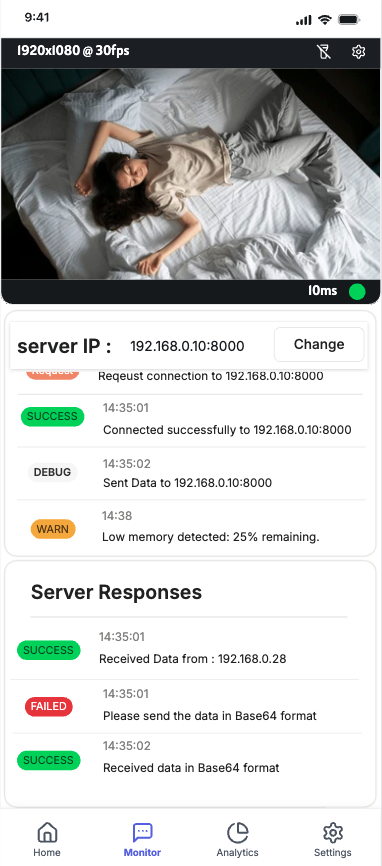 9:41
1920x1080 @ 30fps
10ms
server IP : 192.168.0.10:8000 Change
Request
Reqeust connection to 192.168.0.10:8000
SUCCESS 14:35:01
Connected successfully to 192.168.0.10:8000
DEBUG 14:35:02
Sent Data to 192.168.0.10:8000
WARN 14:38
Low memory detected: 25% remaining.
Server Responses
SUCCESS 14:35:01
Received Data from : 192.168.0.28
FAILED 14:35:01
Please send the data in Base64 format
SUCCESS 14:35:02
Received data in Base64 format
Home Monitor Analytics Settings